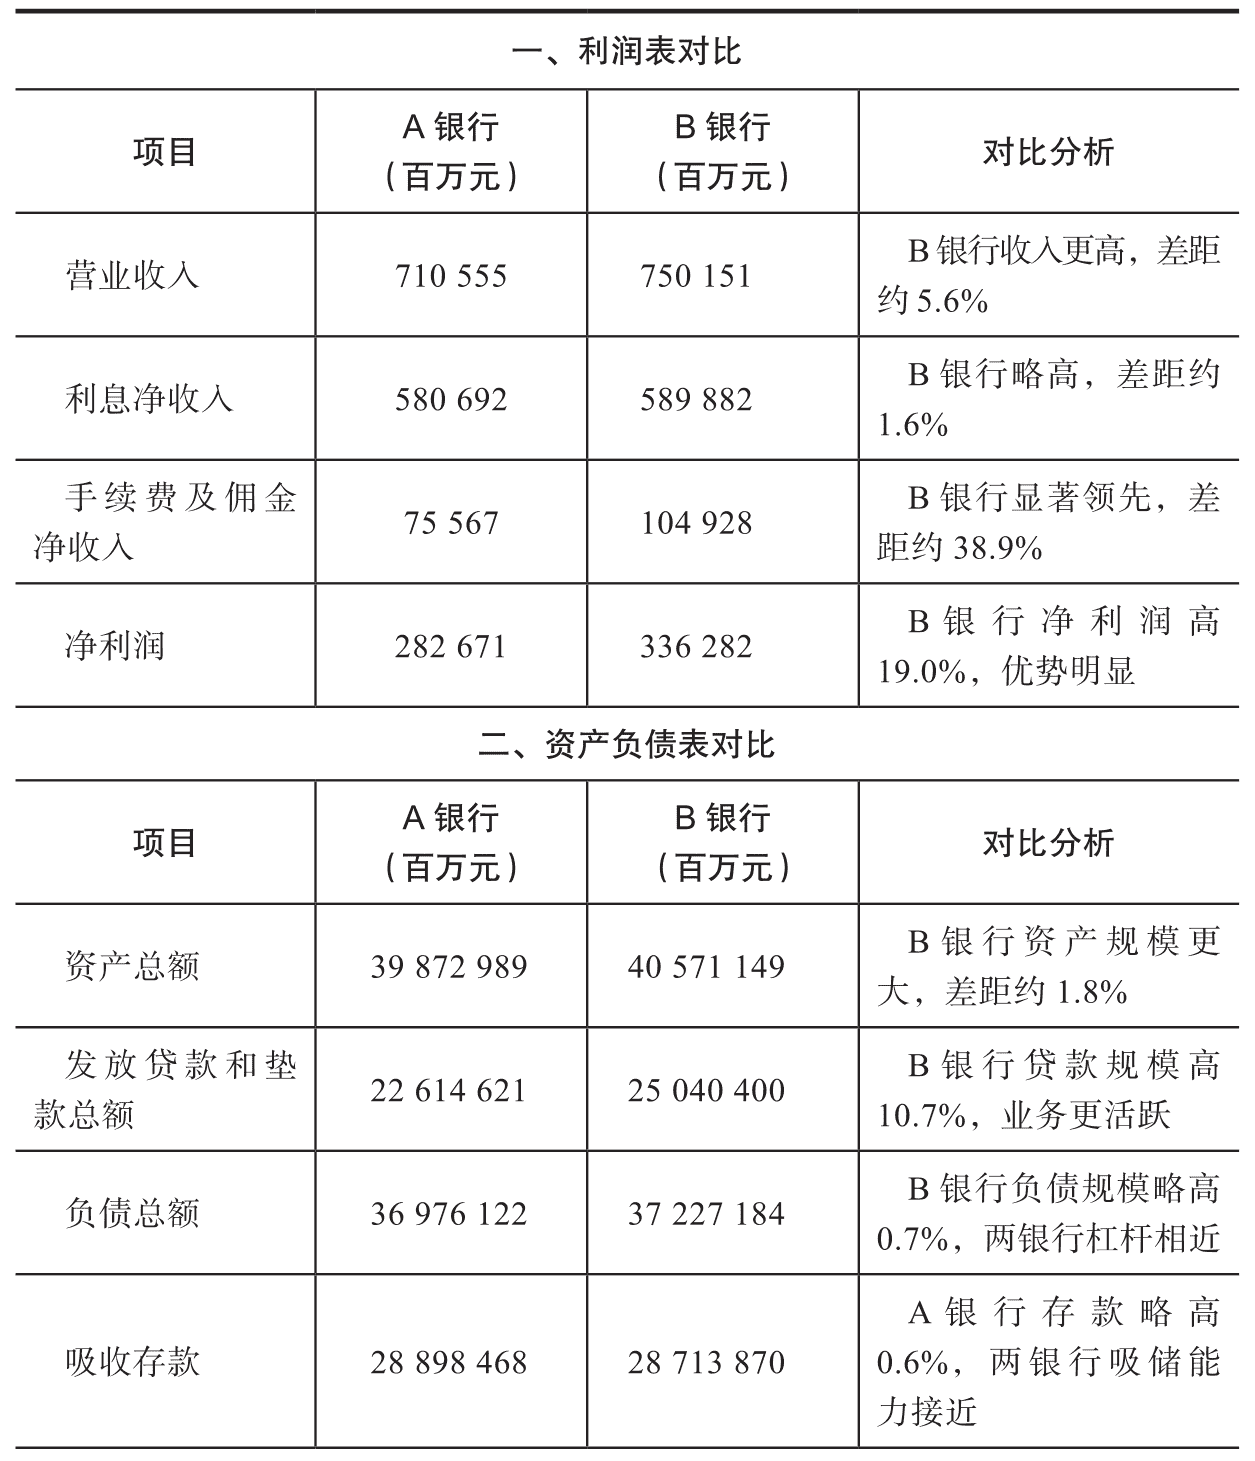 一、利润表对比
项目
A 银行
（百万元）
B 银行
（百万元）
对比分析
营业收入
710 555
750 151
B 银行收入更高，差距
约 5.6%
利息净收入
580 692
589 882
B 银行略高，差距约
1.6%
手续费及佣金
净收入
75 567
104 928
B 银行显著领先，差
距约 38.9%
净利润
282 671
336 282
B 银行净利润高
19.0%，优势明显
二、资产负债表对比
项目
A 银行
（百万元）
B 银行
（百万元）
对比分析
资产总额
39 872 989
40 571 149
B 银行资产规模更
大，差距约 1.8%
发放贷款和垫
款总额
22 614 621
25 040 400
B 银行贷款规模高
10.7%，业务更活跃
负债总额
36 976 122
37 227 184
B 银行负债规模略高
0.7%，两银行杠杆相近
吸收存款
28 898 468
28 713 870
A 银行存款略高
0.6%，两银行吸储能
力接近